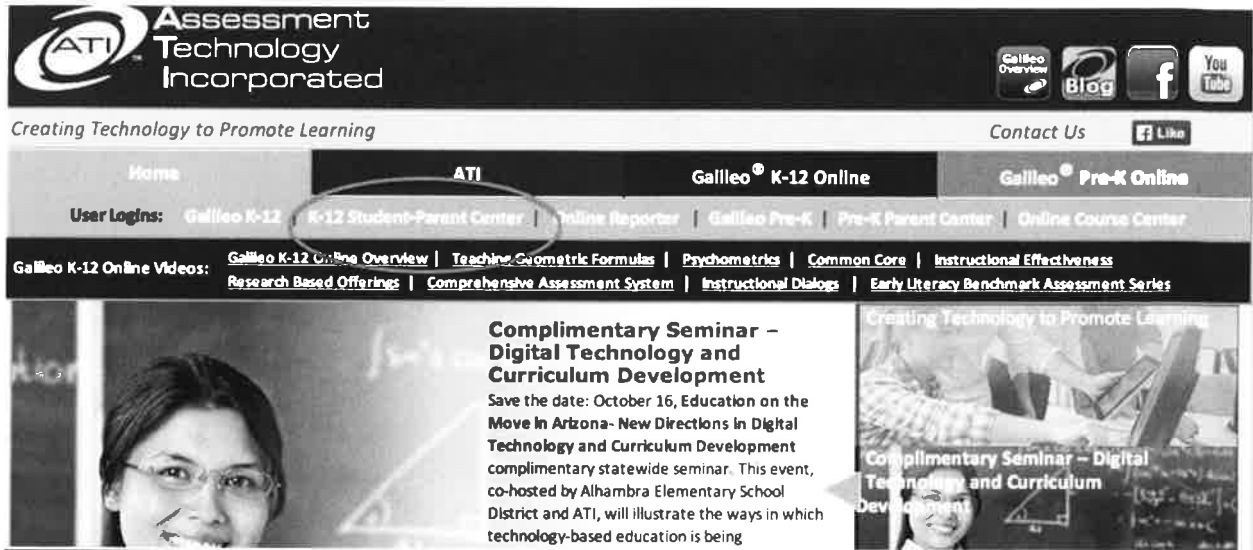 Assessment
Technology
Incorporated
ATI
Galileo
Overview
Blog
f
You
Tube
Creating Technology to Promote Learning
Contact Us
f Like
Home
ATI
Galileo® K-12 Online
Galileo® Pre-K Online
User Logins: Galileo K-12 | K-12 Student-Parent Center | Online Reporter | Galileo Pre-K | Pre-K Parent Center | Online Course Center
Galileo K-12 Online Videos: Galileo K-12 Online Overview | Teaching Geometric Formulas | Psychometrics | Common Core | Instructional Effectiveness
Research Based Offerings | Comprehensive Assessment System | Instructional Dialogs | Early Literacy Benchmark Assessment Series
Complimentary Seminar –
Digital Technology and
Curriculum Development
Save the date: October 16, Education on the
Move in Arizona- New Directions in Digital
Technology and Curriculum Development
complimentary statewide seminar. This event,
co-hosted by Alhambra Elementary School
District and ATI, will illustrate the ways in which
technology-based education is being
Creating Technology to Promote Learning
Complimentary Seminar – Digital
Technology and Curriculum
Development